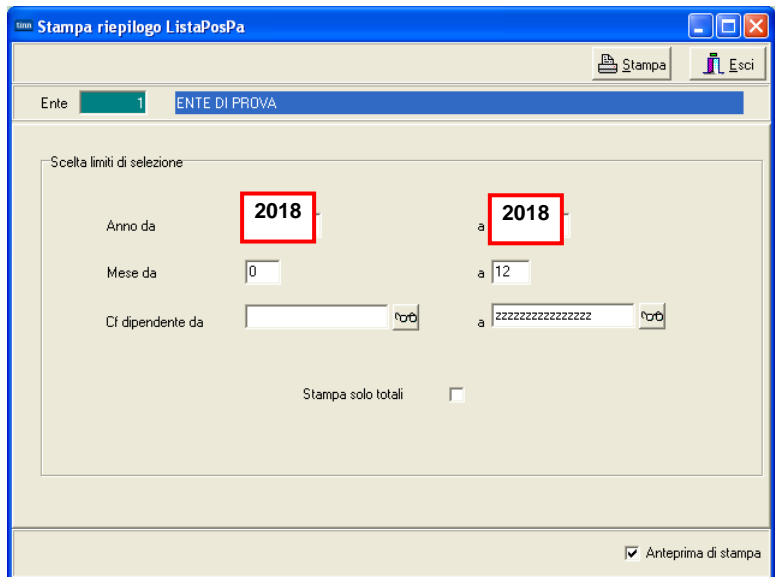 tinn Stampa riepilogo ListaPosPa
Stampa Esci
Ente 1 ENTE DI PROVA
Scelta limiti di selezione
Anno da 2018 a 2018
Mese da 0 a 12
Cf dipendente da a zzzzzzzzzzzzzzzz
Stampa solo totali
Anteprima di stampa